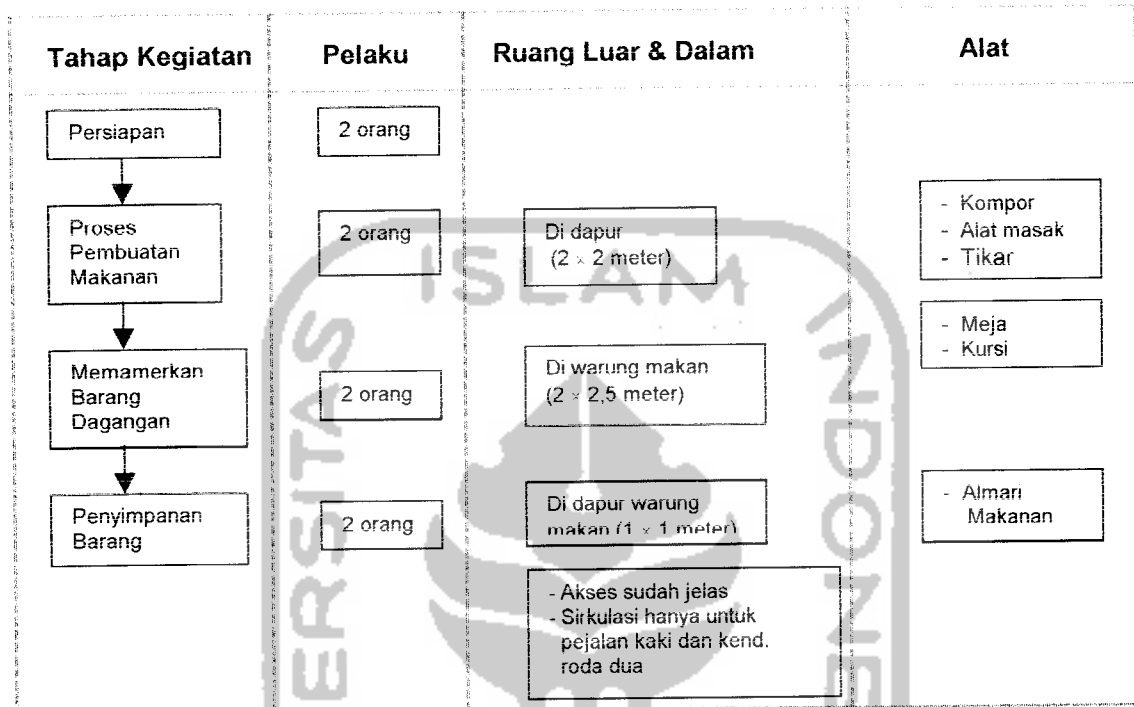 Tahap Kegiatan
Pelaku
Ruang Luar & Dalam
Alat
Persiapan
2 orang
Proses
Pembuatan
Makanan
2 orang
Di dapur
(2 × 2 meter)
- Kompor
- Alat masak
- Tikar
Memamerkan
Barang
Dagangan
2 orang
Di warung makan
(2 × 2,5 meter)
- Meja
- Kursi
Penyimpanan
Barang
2 orang
Di dapur warung
makan (1 × 1 meter)
- Almari
Makanan
- Akses sudah jelas
- Sirkulasi hanya untuk
pejalan kaki dan kend.
roda dua
ERSITAS
ISLAM
INDONES